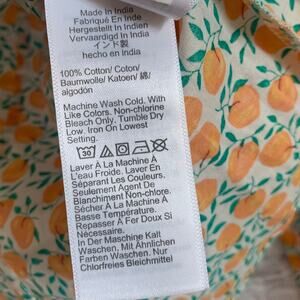 Made in India
Fabriqué En Inde
Hergestellt In Indien
Vervaardigd In India
インド製
hecho en india
100% Cotton/ Coton/
Baumwolle/ Katoen/ 綿/
algodón
Machine Wash Cold. With
Like Colors. Non-chlorine
Bleach Only. Tumble Dry
Low. Iron On Lowest
Setting.
30
Laver À La Machine À
L'eau Froide. Laver En
Séparant Les Couleurs.
Seulement Agent De
Blanchiment Non-chlore.
Sécher À La Machine À
Basse Température.
Repasser À Fer Doux Si
Nécessaire.
In Der Maschine Kalt
Waschen, Mit Ähnlichen
Farben Waschen. Nur
Chlorfreies Bleichmittel